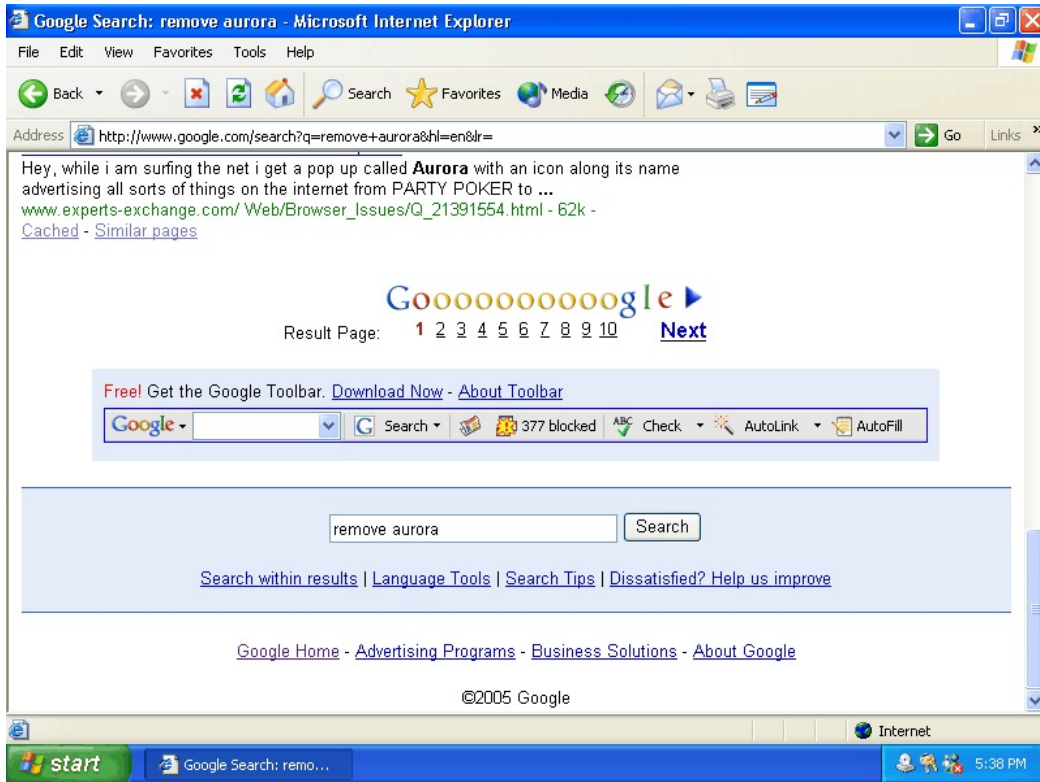 Google Search: remove aurora - Microsoft Internet Explorer
File Edit View Favorites Tools Help
Back Search Favorites Media
Address http://www.google.com/search?q=remove+aurora&hl=en&lr= Go Links »
Hey, while i am surfing the net i get a pop up called Aurora with an icon along its name
advertising all sorts of things on the internet from PARTY POKER to ...
www.experts-exchange.com/ Web/Browser_Issues/Q_21391554.html - 62k -
Cached - Similar pages
Goooooooooogle
Result Page: 1 2 3 4 5 6 7 8 9 10 Next
Free! Get the Google Toolbar. Download Now - About Toolbar
Google G Search 377 blocked ABC Check AutoLink AutoFill
remove aurora Search
Search within results | Language Tools | Search Tips | Dissatisfied? Help us improve
Google Home - Advertising Programs - Business Solutions - About Google
©2005 Google
Internet
start Google Search: remo... 5:38 PM